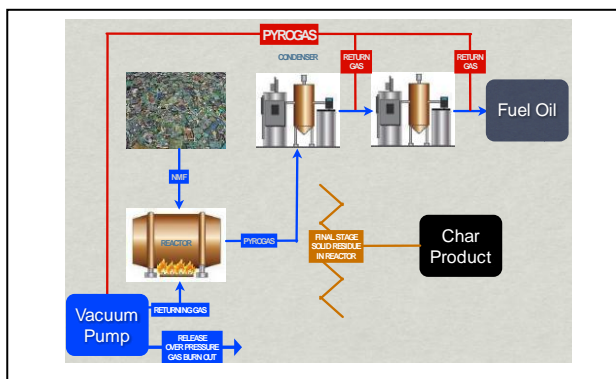 PYROGAS
CONDENSER
RETURN
GAS
RETURN
GAS
Fuel Oil
NMF
REACTOR
PYROGAS
FINAL STAGE
SOLID RESIDUE
IN REACTOR
Char
Product
Vacuum
Pump
RETURNING GAS
RELEASE
OVER PRESSURE
GAS BURN OUT